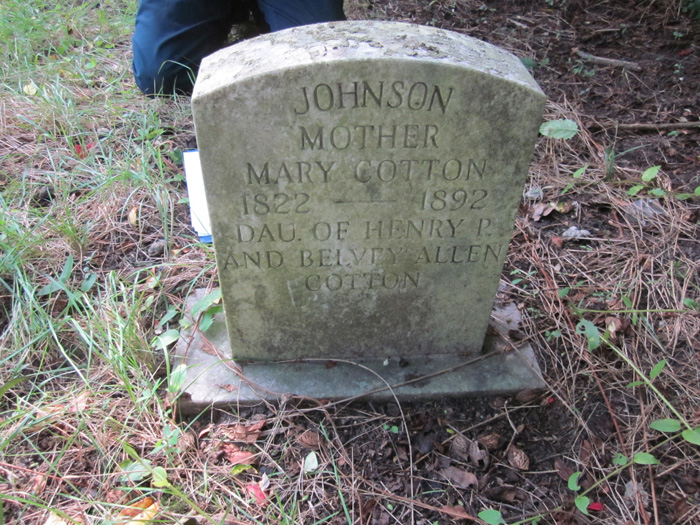 JOHNSON
MOTHER
MARY COTTON
1822 — 1892
DAU. OF HENRY P.
AND BELVEY ALLEN
COTTON